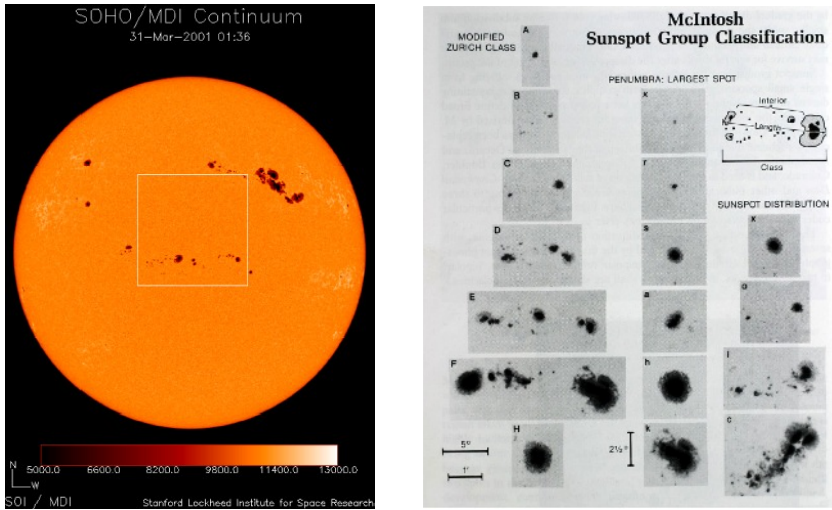 SOHO/MDI Continuum
31-Mar-2001 01:36
5000.0 6600.0 8200.0 9800.0 11400.0 13000.0
N
W
SOI / MDI
Stanford Lockheed Institute for Space Research
McIntosh
Sunspot Group Classification
MODIFIED
ZURICH CLASS
A
B
C
D
E
F
H
5°
1'
PENUMBRA: LARGEST SPOT
x
r
s
a
h
k
2½°
Interior
Length
Class
SUNSPOT DISTRIBUTION
x
o
i
c